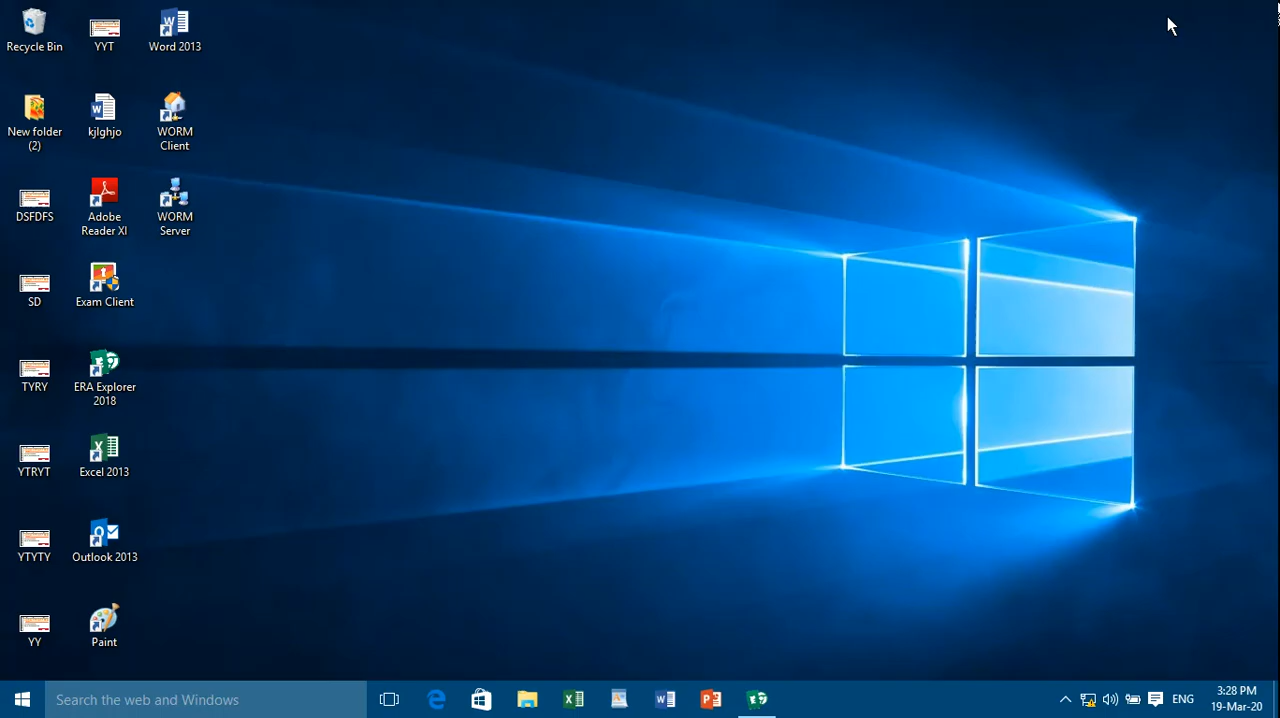 Recycle Bin
YYT
Word 2013
New folder
(2)
kjlghjo
WORM
Client
DSFDFS
Adobe
Reader XI
WORM
Server
SD
Exam Client
TYRY
ERA Explorer
2018
YTRYT
Excel 2013
YTYTY
Outlook 2013
YY
Paint
Search the web and Windows
ENG
3:28 PM
19-Mar-20